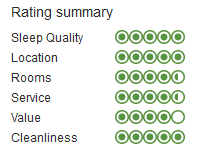 Rating summary
Sleep Quality
Location
Rooms
Service
Value
Cleanliness